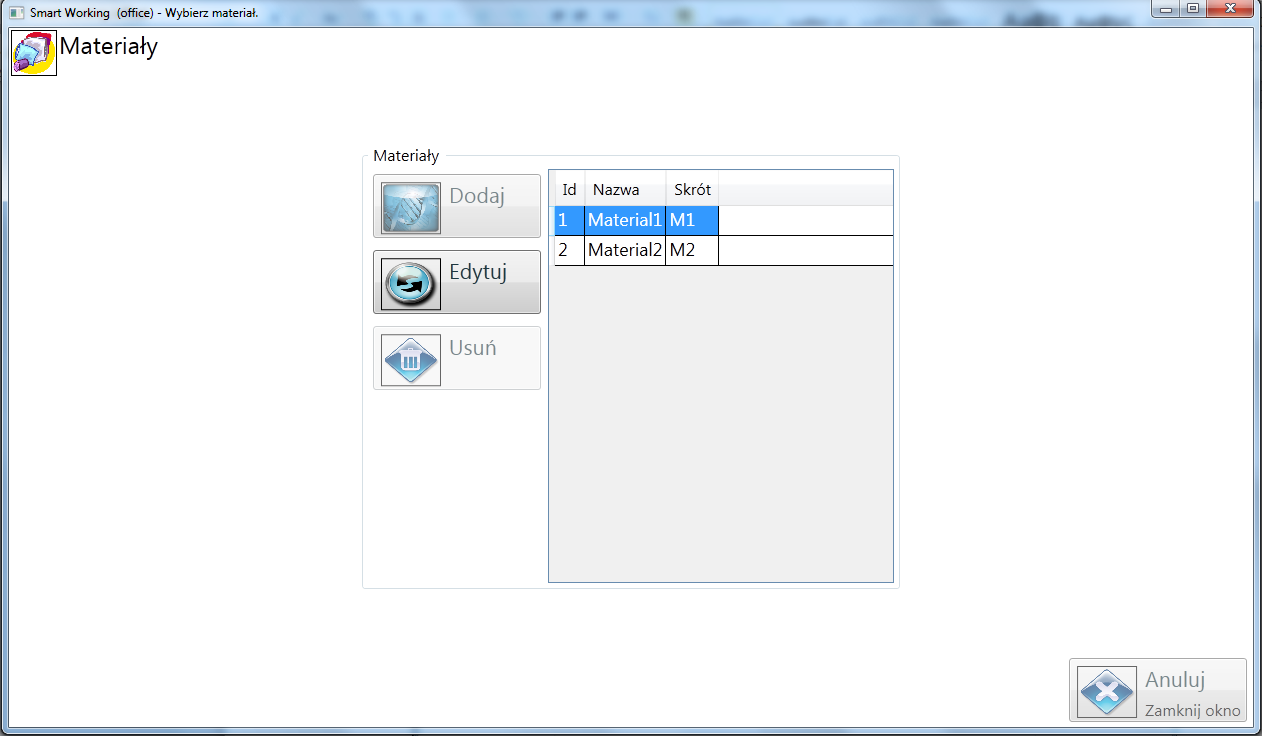 Smart Working (office) - Wybierz materiał.
Materiały
Materiały
Dodaj
Edytuj
Usuń
Id Nazwa Skrót
1 Material1 M1
2 Material2 M2
Anuluj
Zamknij okno